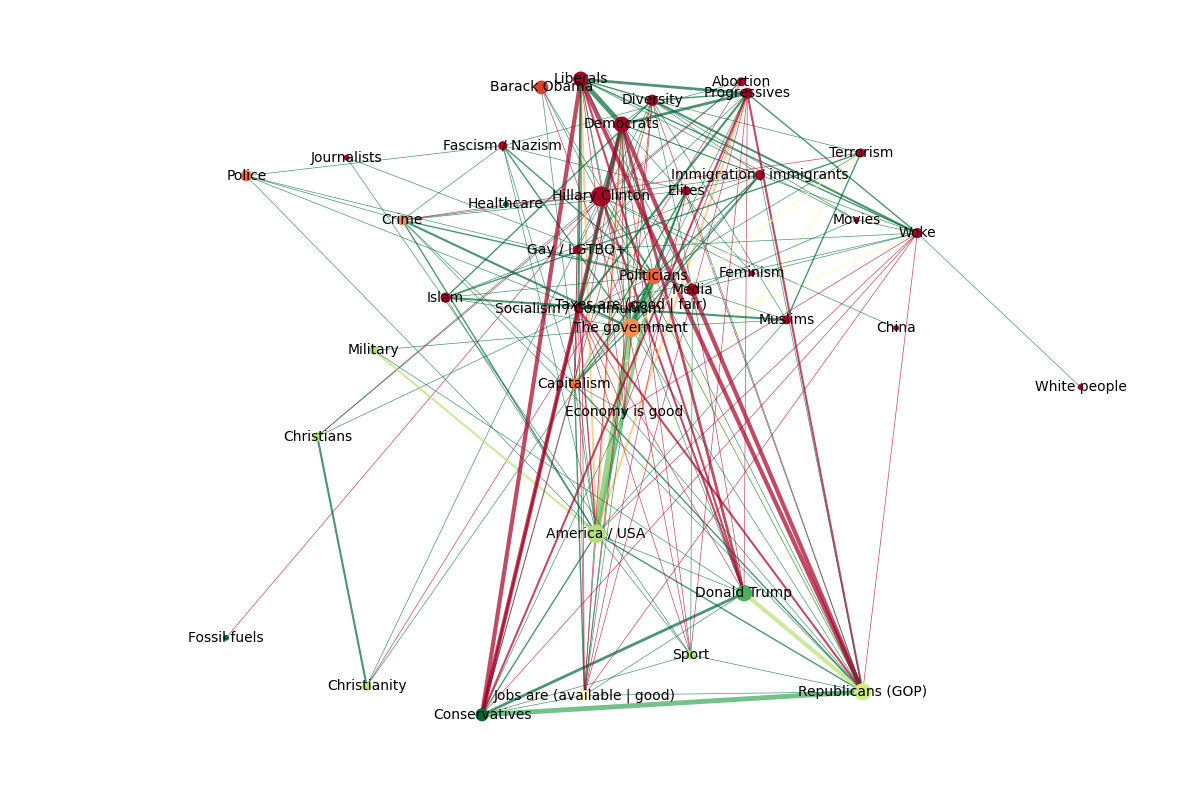 Liberals
Abortion
Barack Obama
Progressives
Diversity
Democrats
Fascism / Nazism
Terrorism
Journalists
Police
Immigration / immigrants
Elites
Hillary Clinton
Healthcare
Crime
Movies
Woke
Gay / LGTBQ+
Feminism
Politicians
Media
Islam
Taxes are (good | fair)
Socialism / Communism
Muslims
The government
China
Military
Capitalism
White people
Economy is good
Christians
America / USA
Donald Trump
Fossil fuels
Sport
Christianity
Republicans (GOP)
Jobs are (available | good)
Conservatives